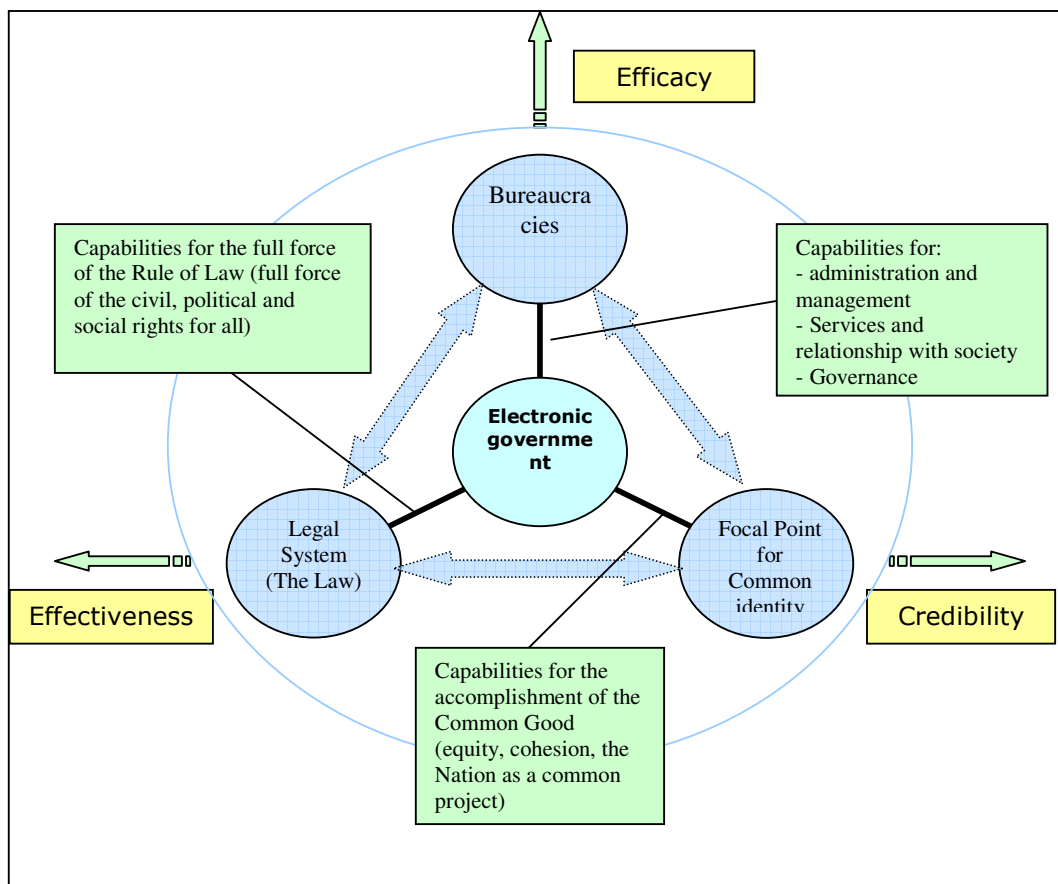 Efficacy
Bureaucra
cies
Capabilities for the full force
of the Rule of Law (full force
of the civil, political and
social rights for all)
Capabilities for:
- administration and
management
- Services and
relationship with society
- Governance
Electronic
governme
nt
Legal
System
(The Law)
Focal Point
for
Common
identity
Effectiveness
Credibility
Capabilities for the
accomplishment of the
Common Good
(equity, cohesion, the
Nation as a common
project)